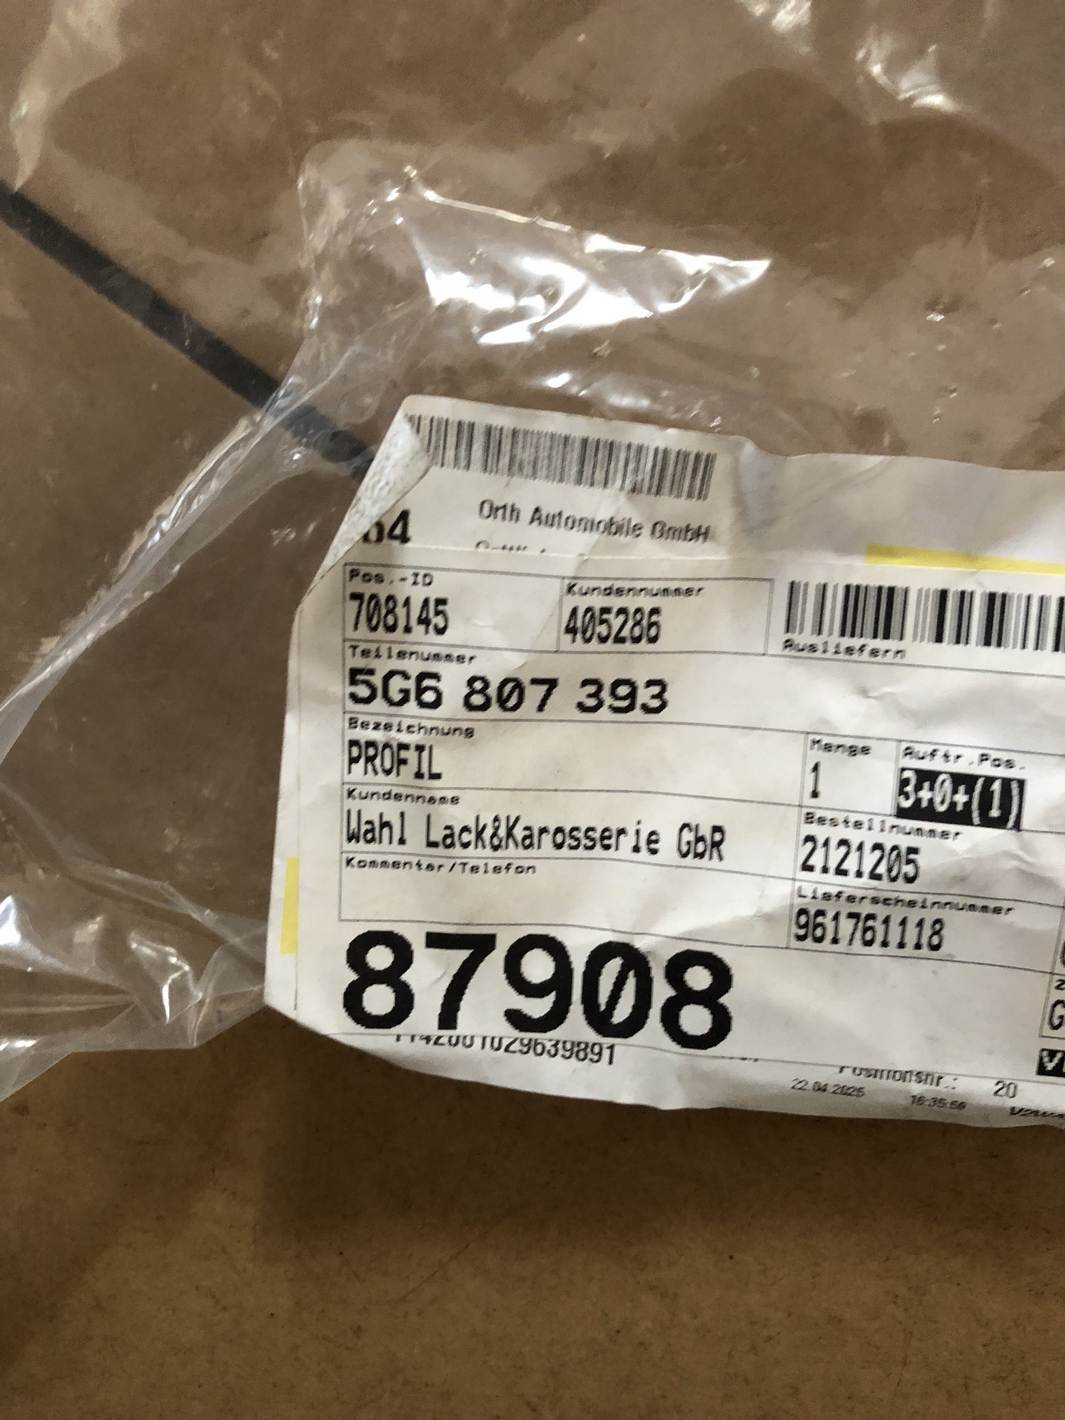 Orth Automobile GmbH
Pos.-ID
Kundennummer
708145
405286
Ausliefern
Teilenummer
5G6 807 393
Bezeichnung
PROFIL
Menge
Auftr.Pos.
1
3+0+(1)
Kundenname
Wahl Lack&Karosserie GbR
Bestellnummer
2121205
Kommentar/Telefon
Lieferscheinnummer
961761118
87908
Positionsnr.: 20
22.04.2025 16:35:56